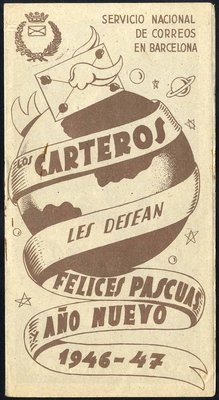 SERVICIO NACIONAL
DE CORREOS
EN BARCELONA
LOS CARTEROS
LES DESEAN
FELICES PASCUAS
AÑO NUEVO
1946-47